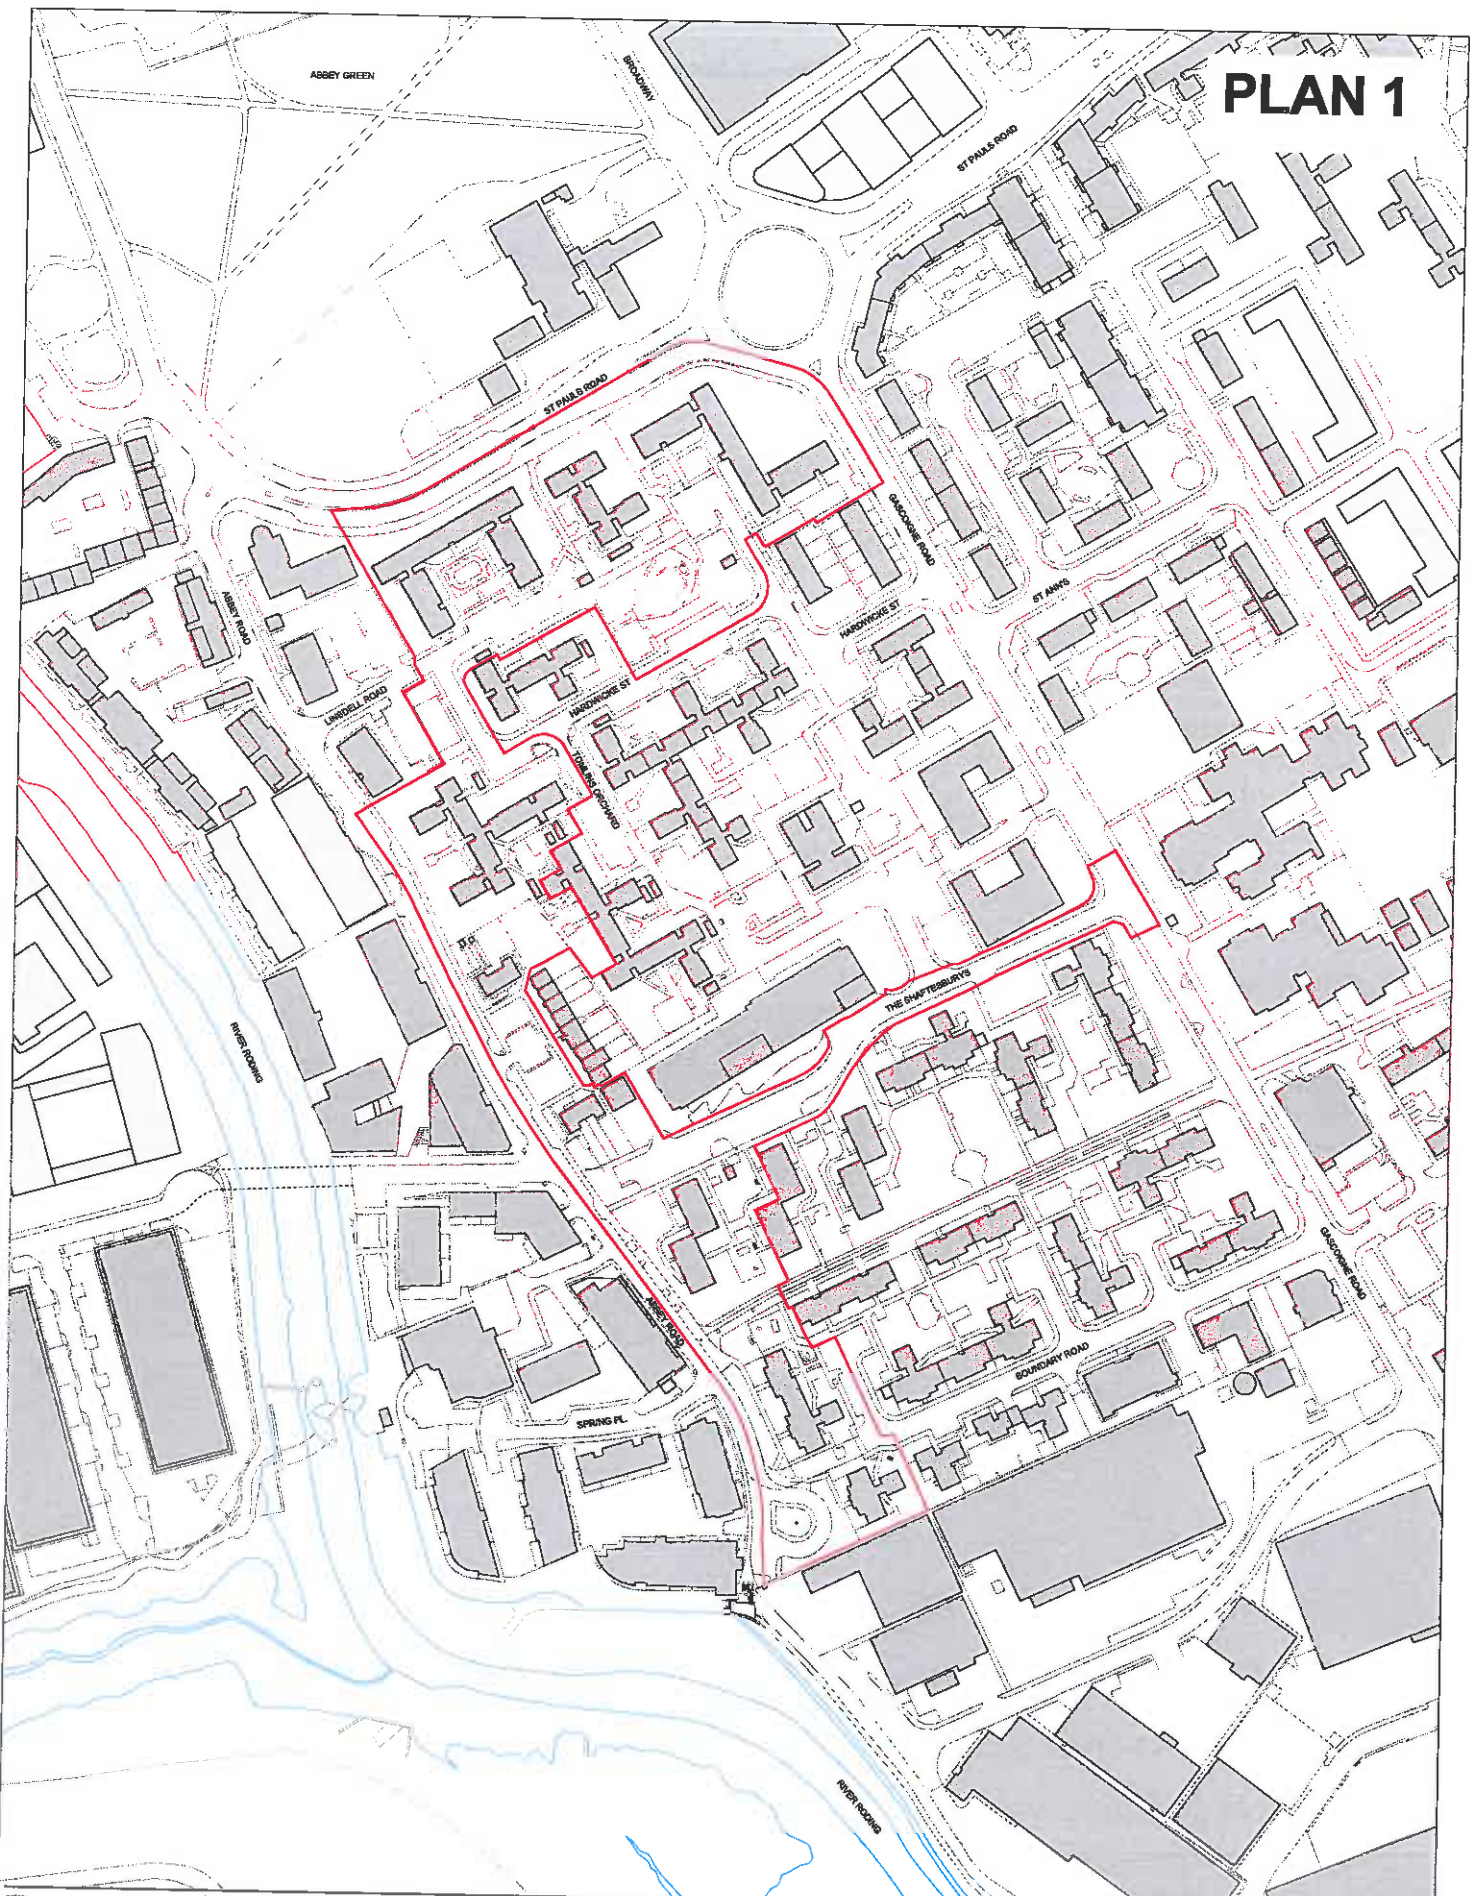 ABBEY GREEN
BROADWAY
PLAN 1
ST PAULS ROAD
ST PAULS ROAD
GASCOIGNE ROAD
ST ANN'S
ABBEY ROAD
HARDWICKE ST
LINSDELL ROAD
HARDWICKE ST
TOMLINS ORCHARD
THE SHAFTESBURYS
RIVER RODING
GASCOIGNE ROAD
ABBEY ROAD
BOUNDARY ROAD
SPRING PL
RIVER RODING